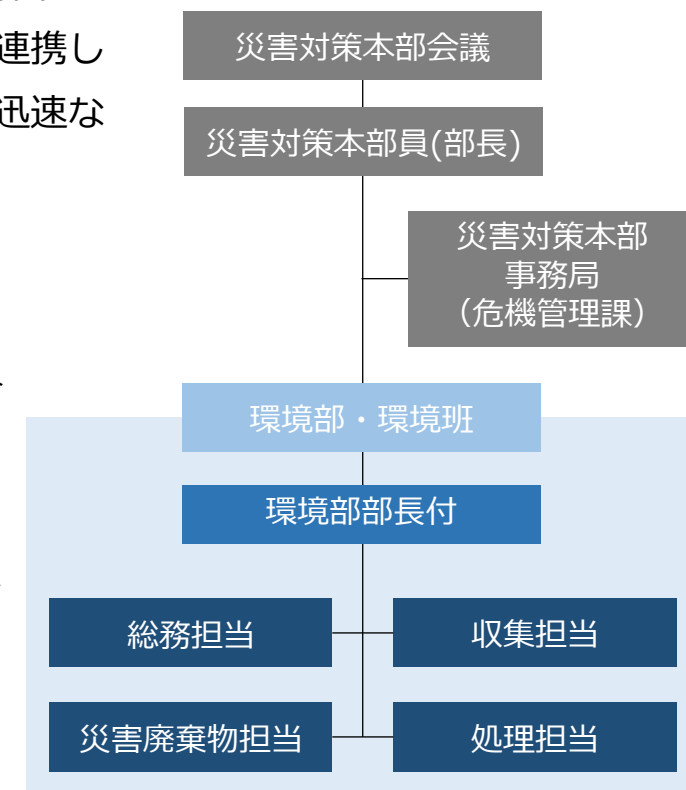 連携し
迅速な
災害対策本部会議
災害対策本部員(部長)
災害対策本部
事務局
（危機管理課）
環境部・環境班
環境部部長付
総務担当
収集担当
災害廃棄物担当
処理担当